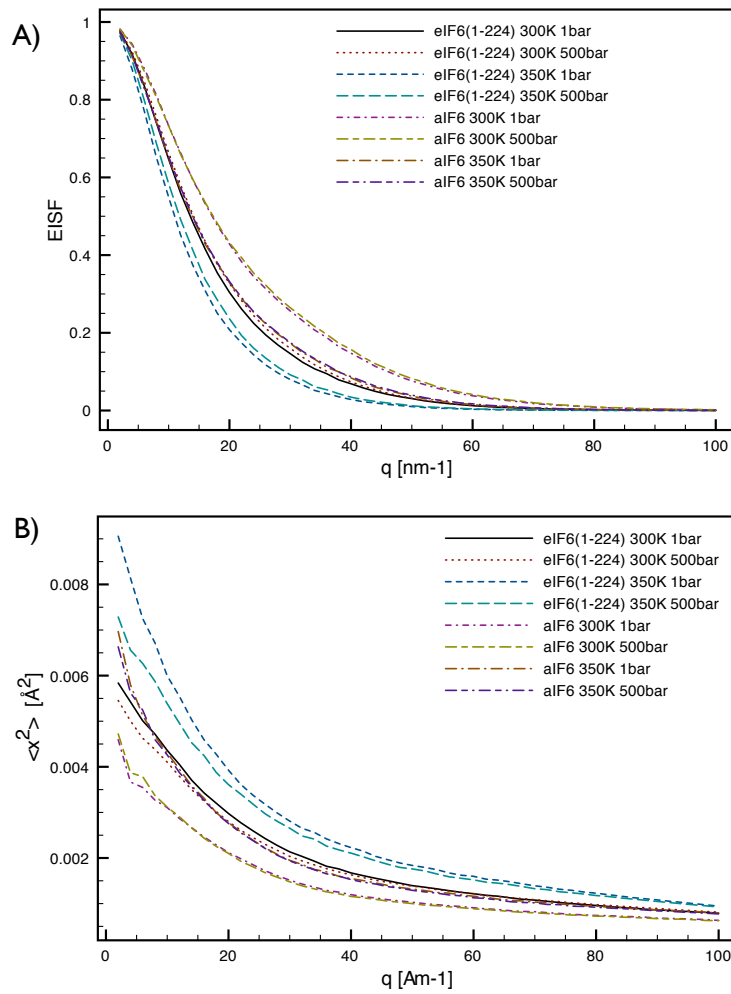 A)
eIF6(1-224) 300K 1bar
eIF6(1-224) 300K 500bar
eIF6(1-224) 350K 1bar
eIF6(1-224) 350K 500bar
aIF6 300K 1bar
aIF6 300K 500bar
aIF6 350K 1bar
aIF6 350K 500bar
EISF
1
0.8
0.6
0.4
0.2
0
0 20 40 60 80 100
q [nm-1]
B)
eIF6(1-224) 300K 1bar
eIF6(1-224) 300K 500bar
eIF6(1-224) 350K 1bar
eIF6(1-224) 350K 500bar
aIF6 300K 1bar
aIF6 300K 500bar
aIF6 350K 1bar
aIF6 350K 500bar
<x²> [Å²]
0.008
0.006
0.004
0.002
0 20 40 60 80 100
q [Am-1]